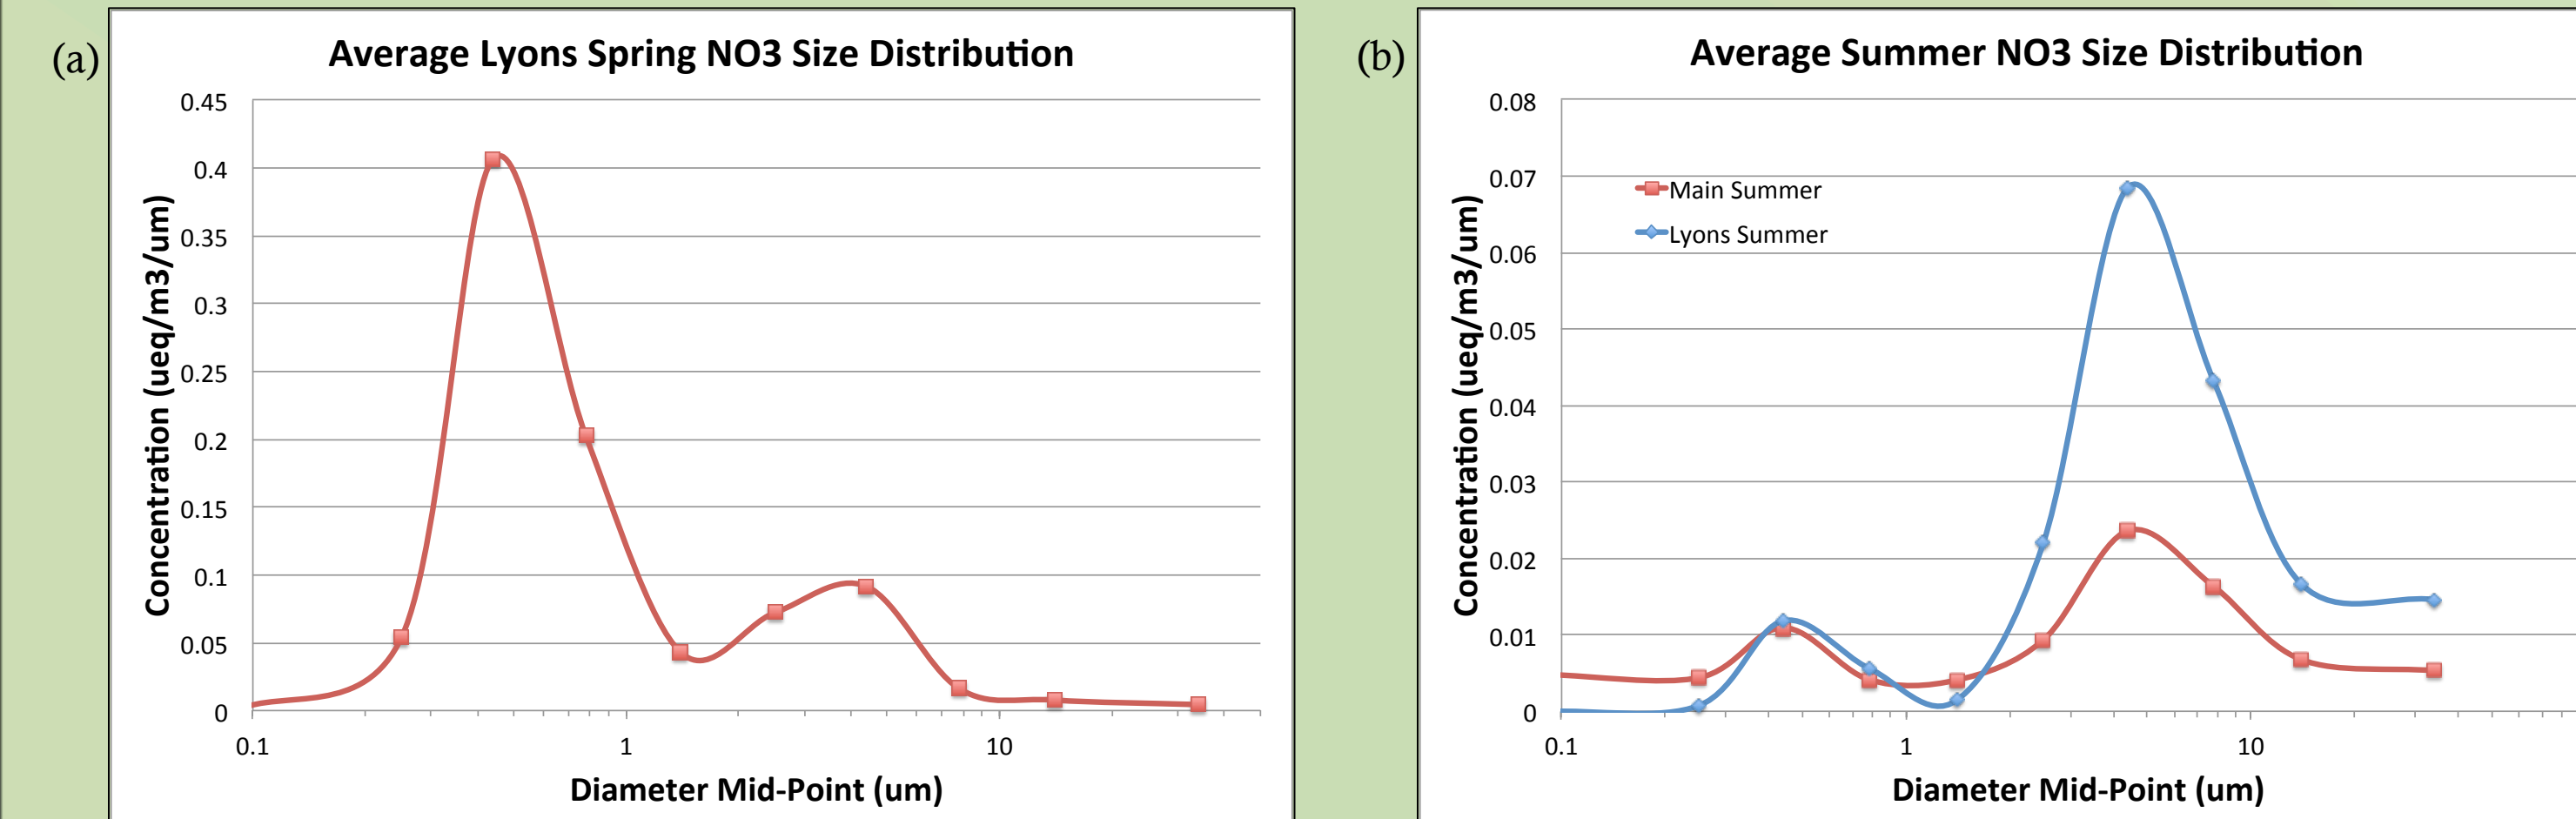 (a)
Average Lyons Spring NO3 Size Distribution
Concentration (ueq/m3/um)
0.45
0.4
0.35
0.3
0.25
0.2
0.15
0.1
0.05
0
0.1 1 10
Diameter Mid-Point (um)
(b)
Average Summer NO3 Size Distribution
Concentration (ueq/m3/um)
0.08
0.07
0.06
0.05
0.04
0.03
0.02
0.01
0
Main Summer
Lyons Summer
0.1 1 10
Diameter Mid-Point (um)